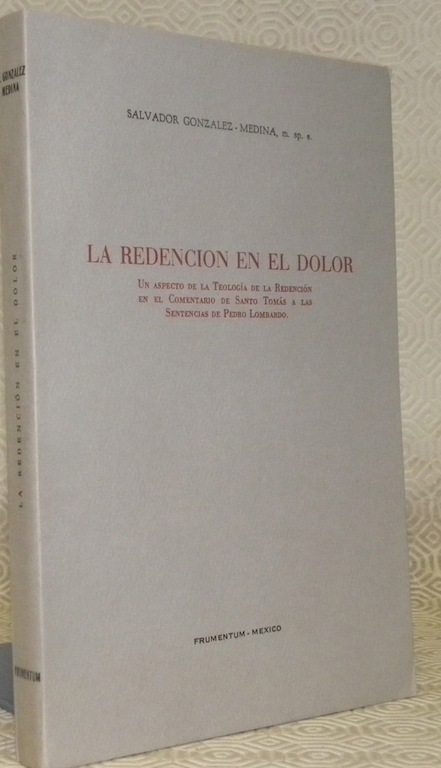 SALVADOR GONZALEZ - MEDINA, m. sp. s.
LA REDENCION EN EL DOLOR
UN ASPECTO DE LA TEOLOGÍA DE LA REDENCIÓN
EN EL COMENTARIO DE SANTO TOMÁS A LAS
SENTENCIAS DE PEDRO LOMBARDO.
FRUMENTUM - MEXICO
GONZALEZ
MEDINA
LA REDENCIÓN EN EL DOLOR
FRUMENTUM